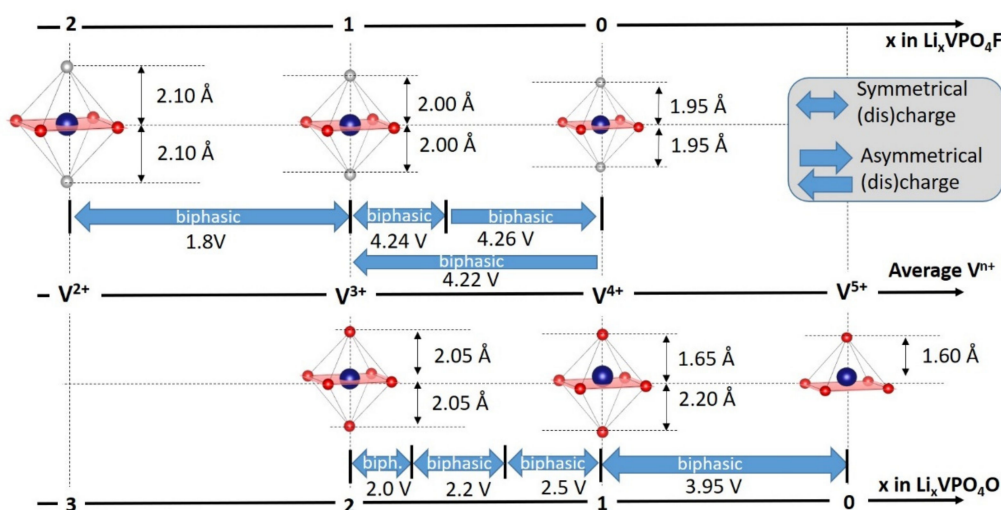 2 1 0
x in LiₓVPO₄F
2.10 Å 2.00 Å 1.95 Å
2.10 Å 2.00 Å 1.95 Å
Symmetrical
(dis)charge
Asymmetrical
(dis)charge
biphasic biphasic biphasic
1.8V 4.24 V 4.26 V
biphasic
4.22 V
Average Vⁿ⁺
V²⁺ V³⁺ V⁴⁺ V⁵⁺
2.05 Å 1.65 Å 1.60 Å
2.05 Å 2.20 Å
biph. biphasic biphasic biphasic
2.0 V 2.2 V 2.5 V 3.95 V
x in LiₓVPO₄O
3 2 1 0